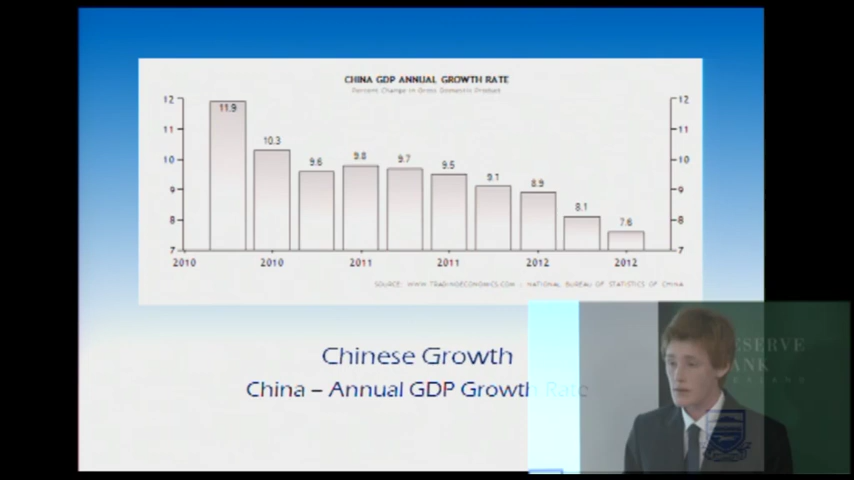 CHINA GDP ANNUAL GROWTH RATE
Percent Change in Gross Domestic Product
12 12
11.9
11 11
10.3
10 10
9.6 9.8 9.7 9.5
9.1
9 9
8.9
8.1
8 8
7.6
7 7
2010 2010 2011 2011 2012 2012
SOURCE: WWW.TRADINGECONOMICS.COM : NATIONAL BUREAU OF STATISTICS OF CHINA
Chinese Growth
China – Annual GDP Growth Rate
ESERVE
ANK